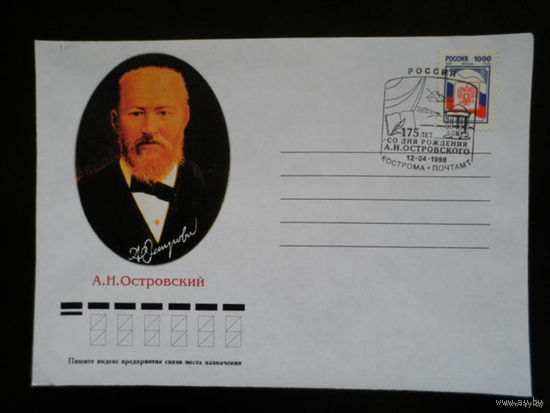 РОССИЯ 1000
РОССИЯ
175 ЛЕТ
СО ДНЯ РОЖДЕНИЯ
А.Н.ОСТРОВСКОГО
12-04-1998
КОСТРОМА • ПОЧТАМТ
А.Н.Островский
Пишите индекс предприятия связи места назначения
www.ay.by